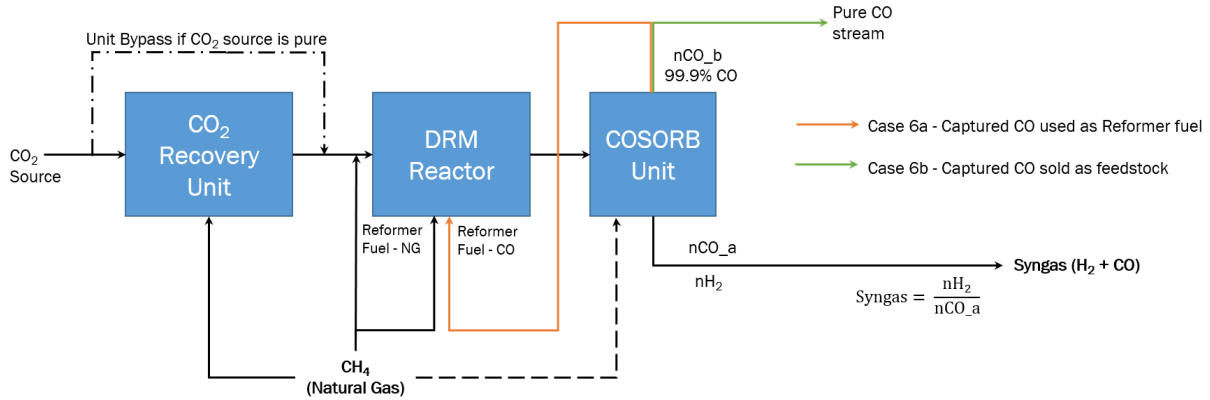 Pure CO
stream
Unit Bypass if CO₂ source is pure
nCO_b
99.9% CO
CO₂
Recovery
Unit
DRM
Reactor
COSORB
Unit
Case 6a - Captured CO used as Reformer fuel
Case 6b - Captured CO sold as feedstock
CO₂
Source
Reformer
Fuel - NG
Reformer
Fuel - CO
nCO_a
nH₂
Syngas (H₂ + CO)
Syngas = nH₂/nCO_a
CH₄
(Natural Gas)